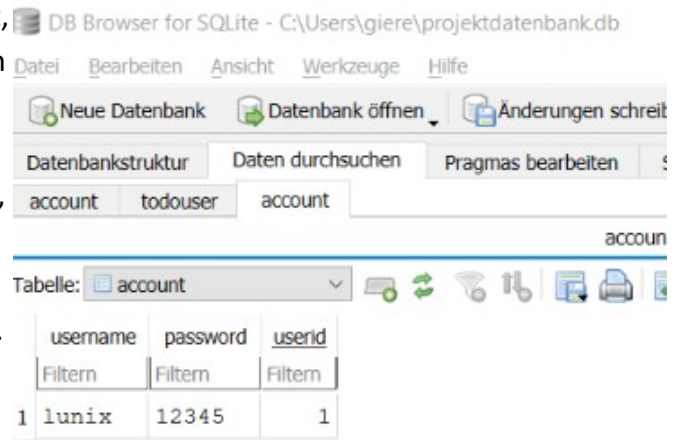 DB Browser for SQLite - C:\Users\giere\projektdatenbank.db
Datei Bearbeiten Ansicht Werkzeuge Hilfe
Neue Datenbank Datenbank öffnen Änderungen schreib
Datenbankstruktur Daten durchsuchen Pragmas bearbeiten
account todouser account
accoun
Tabelle: account
username password userid
Filtern Filtern Filtern
1 lunix 12345 1